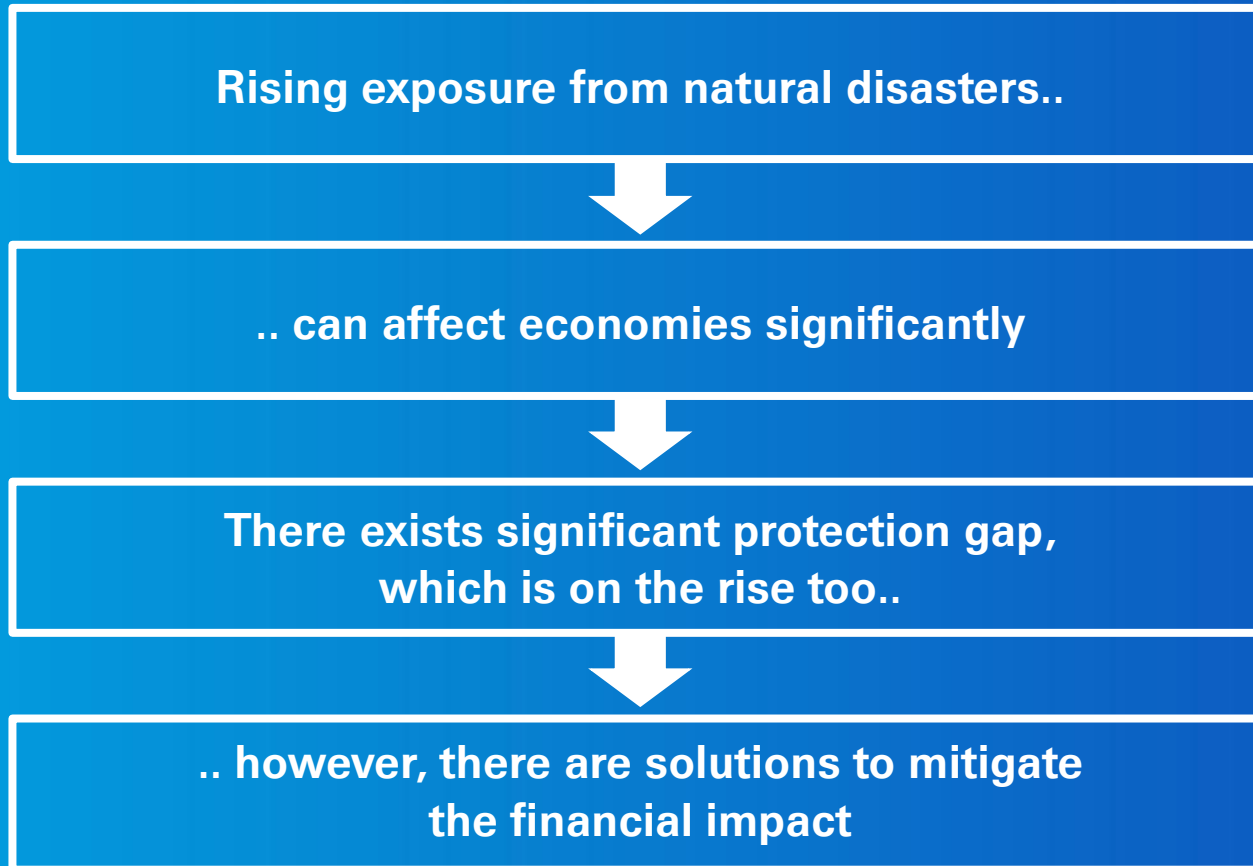 Rising exposure from natural disasters..
.. can affect economies significantly
There exists significant protection gap,
which is on the rise too..
.. however, there are solutions to mitigate
the financial impact